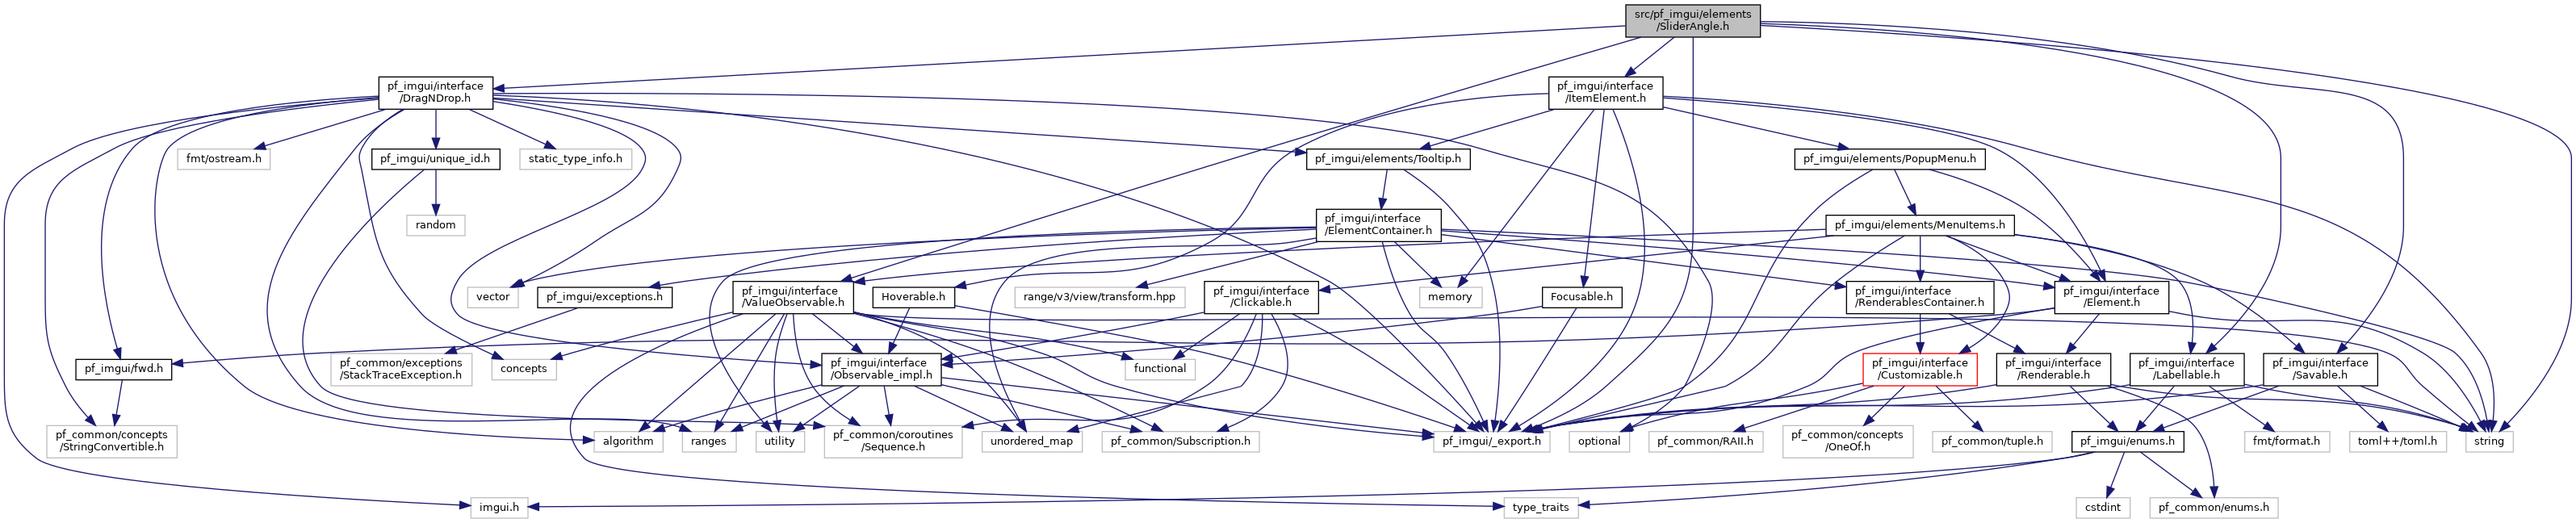 src/pf_imgui/elements
/SliderAngle.h
pf_imgui/interface
/DragNDrop.h
pf_imgui/interface
/ItemElement.h
fmt/ostream.h
pf_imgui/unique_id.h
static_type_info.h
pf_imgui/elements/Tooltip.h
pf_imgui/elements/PopupMenu.h
random
pf_imgui/interface
/ElementContainer.h
pf_imgui/elements/MenuItems.h
vector
pf_imgui/exceptions.h
pf_imgui/interface
/ValueObservable.h
Hoverable.h
range/v3/view/transform.hpp
pf_imgui/interface
/Clickable.h
memory
Focusable.h
pf_imgui/interface
/RenderablesContainer.h
pf_imgui/interface
/Element.h
pf_imgui/fwd.h
pf_common/exceptions
/StackTraceException.h
concepts
pf_imgui/interface
/Observable_impl.h
functional
pf_imgui/interface
/Customizable.h
pf_imgui/interface
/Renderable.h
pf_imgui/interface
/Labellable.h
pf_imgui/interface
/Savable.h
pf_common/concepts
/StringConvertible.h
algorithm
ranges
utility
pf_common/coroutines
/Sequence.h
unordered_map
pf_common/Subscription.h
pf_imgui/_export.h
optional
pf_common/RAII.h
pf_common/concepts
/OneOf.h
pf_common/tuple.h
pf_imgui/enums.h
fmt/format.h
toml++/toml.h
string
imgui.h
type_traits
cstdint
pf_common/enums.h